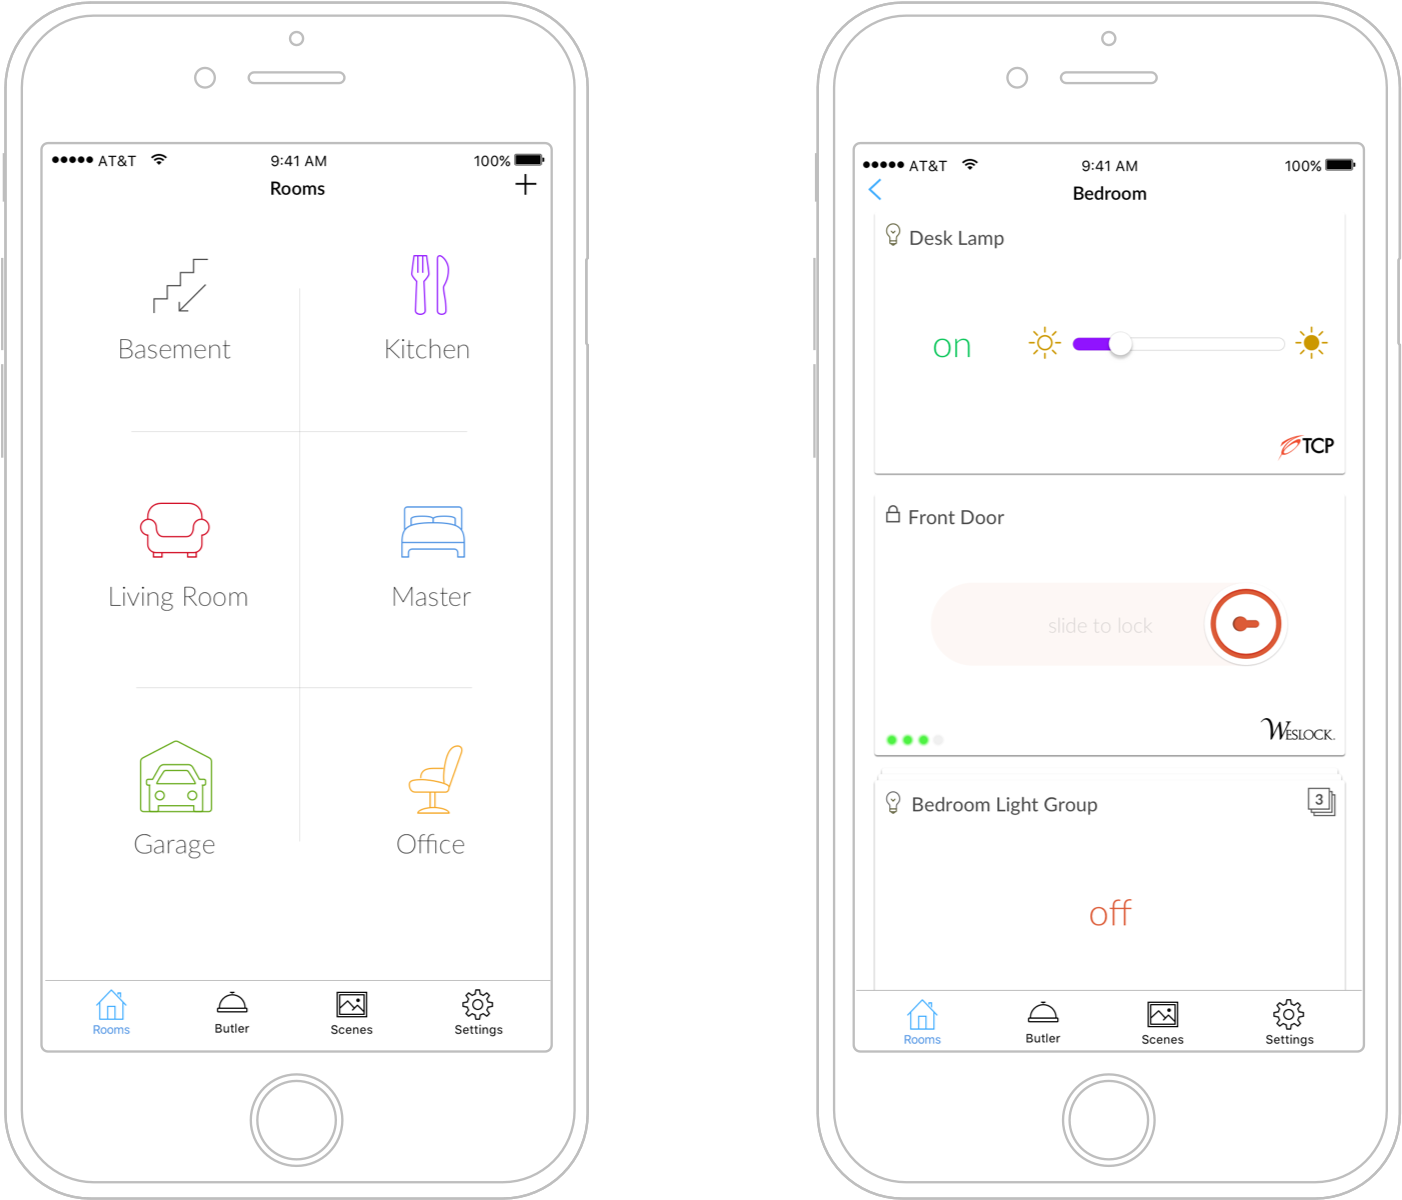 AT&T 9:41 AM 100%
Rooms
Basement Kitchen
Living Room Master
Garage Office
Rooms Butler Scenes Settings
AT&T 9:41 AM 100%
Bedroom
Desk Lamp
on
TCP
Front Door
slide to lock
WESLOCK
Bedroom Light Group 3
off
Rooms Butler Scenes Settings